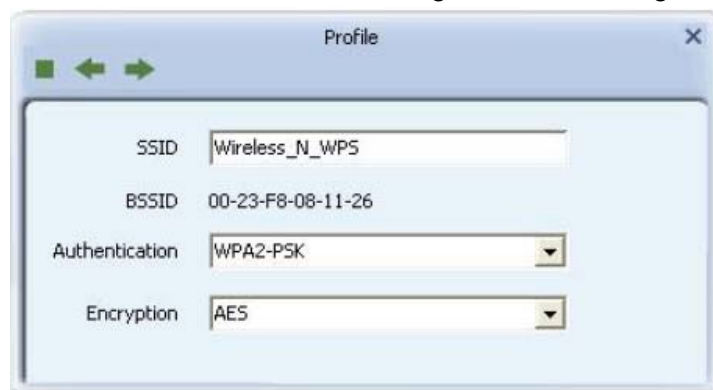 Profile
SSID Wireless_N_WPS
BSSID 00-23-F8-08-11-26
Authentication WPA2-PSK
Encryption AES